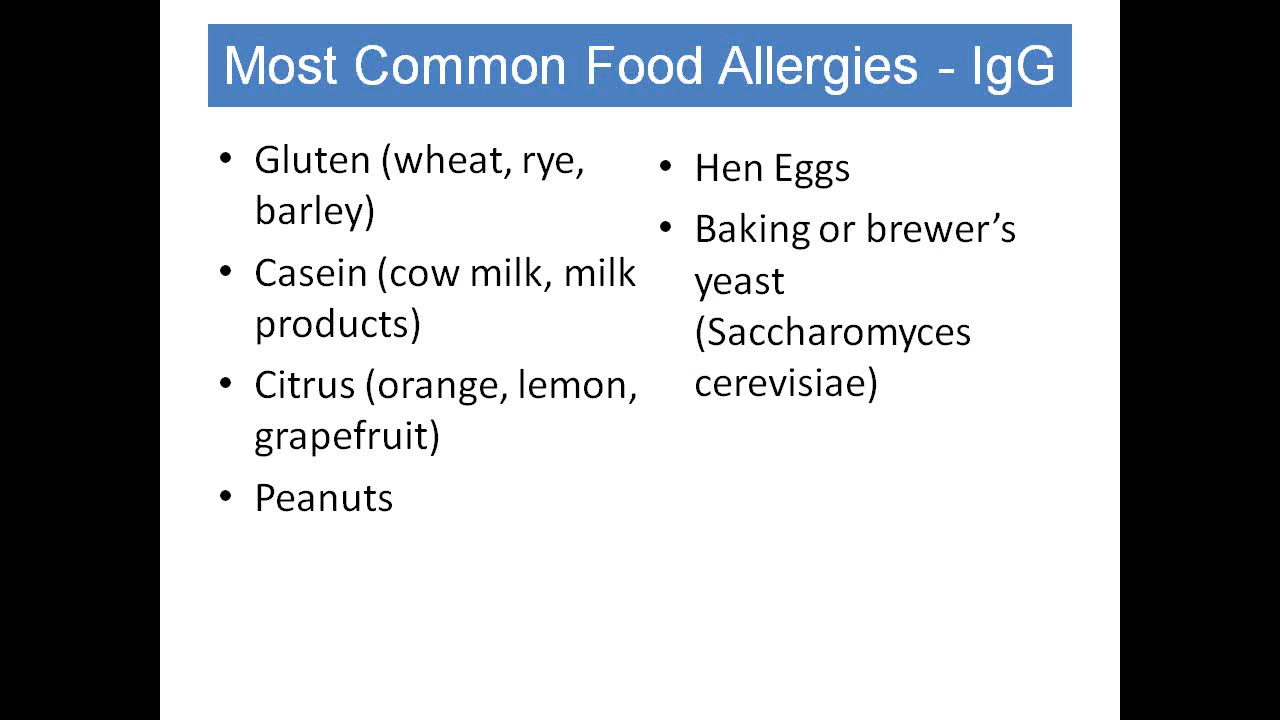 Most Common Food Allergies - IgG
• Gluten (wheat, rye,
barley)
• Casein (cow milk, milk
products)
• Citrus (orange, lemon,
grapefruit)
• Peanuts
• Hen Eggs
• Baking or brewer’s
yeast
(Saccharomyces
cerevisiae)